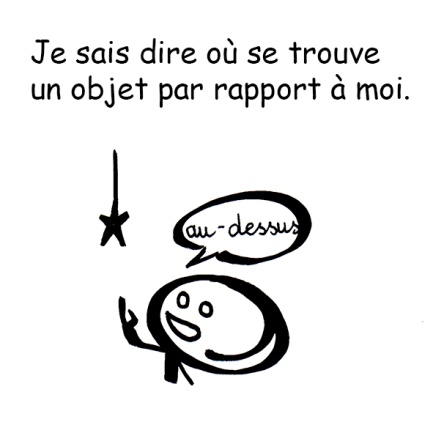 Je sais dire où se trouve
un objet par rapport à moi.
au-dessus